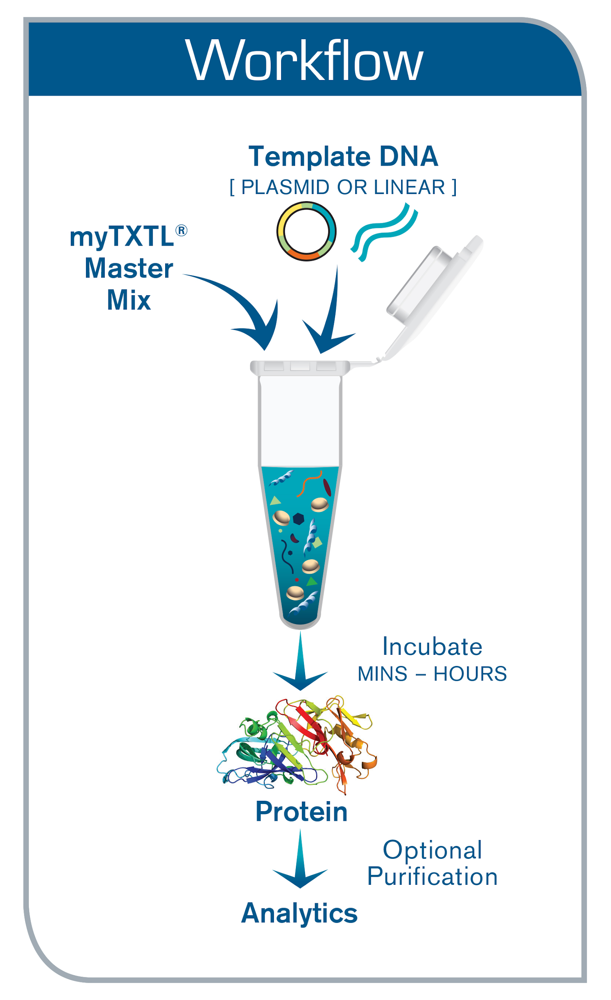 Workflow
Template DNA
[ PLASMID OR LINEAR ]
myTXTL®
Master
Mix
Incubate
MINS – HOURS
Protein
Optional
Purification
Analytics